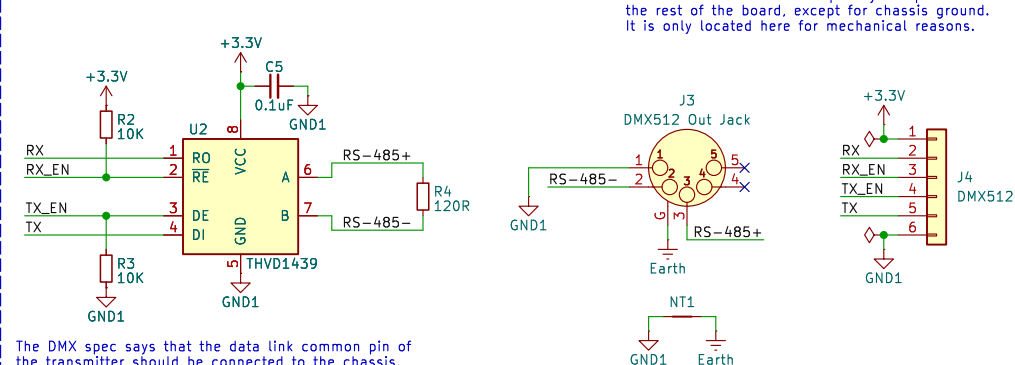 the rest of the board, except for chassis ground.
It is only located here for mechanical reasons.
+3.3V
C5
0.1uF
GND1
+3.3V
R2
10K
U2
8
VCC
RX
1
RO
RX_EN
2
RE
A
6
RS-485+
R4
120R
TX_EN
3
DE
B
7
RS-485-
TX
4
DI
GND
5
THVD1439
GND1
R3
10K
GND1
J3
DMX512 Out Jack
1
1
5
5
RS-485-
2
2
4
4
3
G
3
RS-485+
GND1
Earth
+3.3V
1
RX
2
RX_EN
3
TX_EN
4
TX
5
6
J4
DMX512
GND1
NT1
GND1
Earth
The DMX spec says that the data link common pin of
the transmitter should be connected to the chassis.